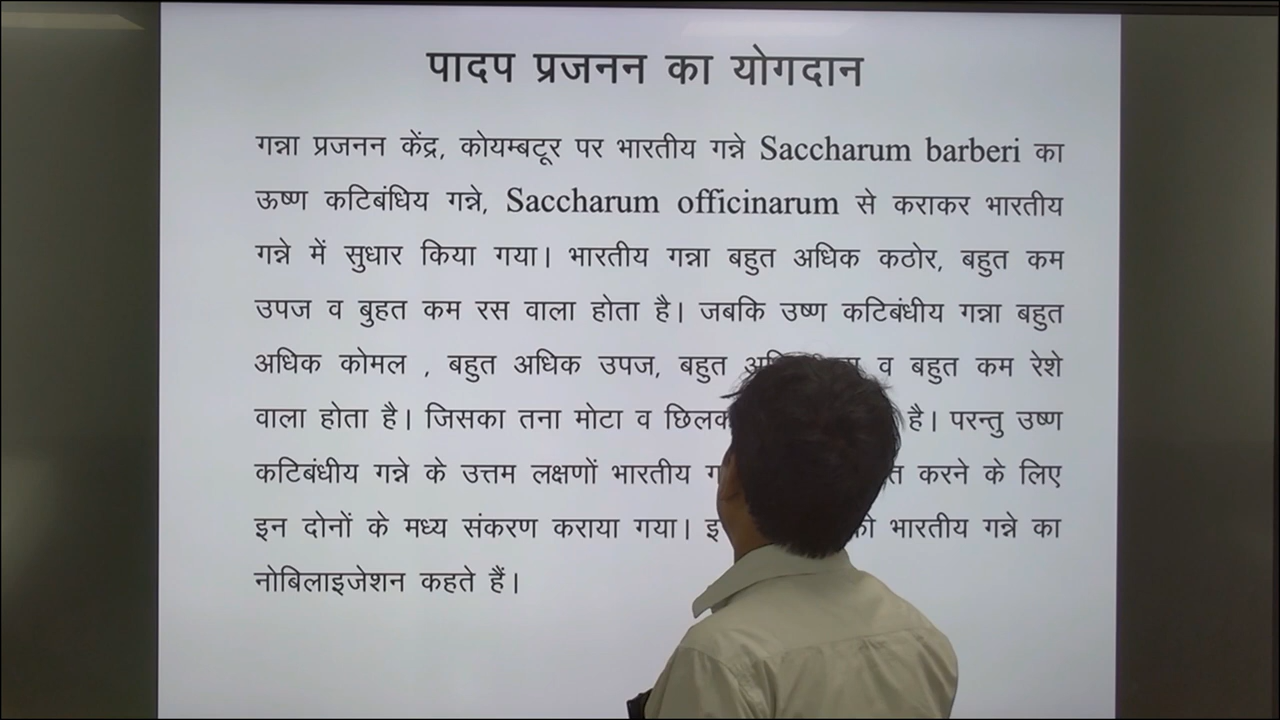 पादप प्रजनन का योगदान
गन्ना प्रजनन केंद्र, कोयम्बटूर पर भारतीय गन्ने Saccharum barberi का
ऊष्ण कटिबंधिय गन्ने, Saccharum officinarum से कराकर भारतीय
गन्ने में सुधार किया गया। भारतीय गन्ना बहुत अधिक कठोर, बहुत कम
उपज व बुहत कम रस वाला होता है। जबकि उष्ण कटिबंधीय गन्ना बहुत
अधिक कोमल , बहुत अधिक उपज, बहुत व बहुत कम रेशे
वाला होता है। जिसका तना मोटा व है। परन्तु उष्ण
कटिबंधीय गन्ने के उत्तम लक्षणों भारतीय करने के लिए
इन दोनों के मध्य संकरण कराया गया। भारतीय गन्ने का
नोबिलाइजेशन कहते हैं।